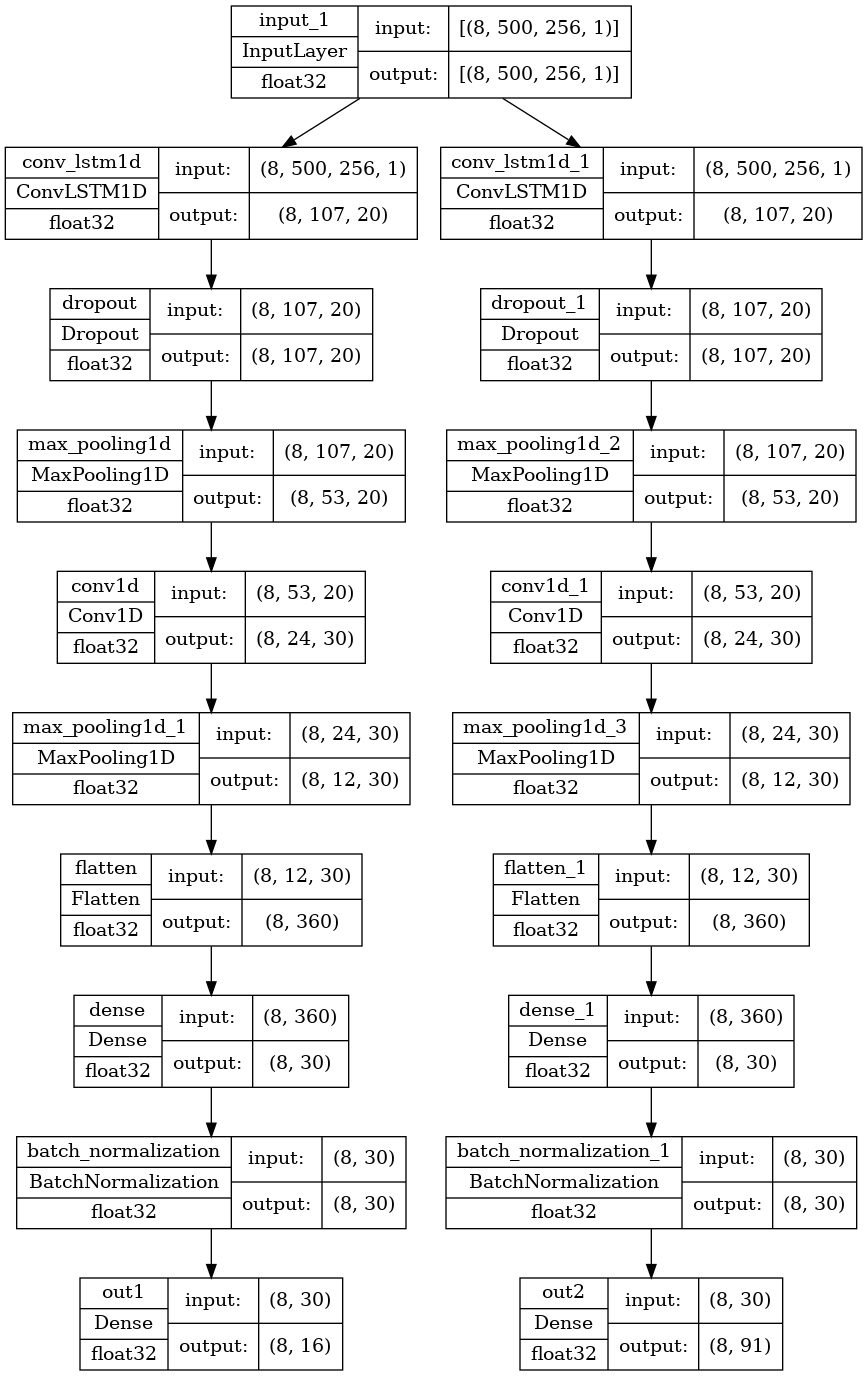 input_1
InputLayer
float32
input:
[(8, 500, 256, 1)]
output:
[(8, 500, 256, 1)]
conv_lstm1d
ConvLSTM1D
float32
input:
(8, 500, 256, 1)
output:
(8, 107, 20)
conv_lstm1d_1
ConvLSTM1D
float32
input:
(8, 500, 256, 1)
output:
(8, 107, 20)
dropout
Dropout
float32
input:
(8, 107, 20)
output:
(8, 107, 20)
dropout_1
Dropout
float32
input:
(8, 107, 20)
output:
(8, 107, 20)
max_pooling1d
MaxPooling1D
float32
input:
(8, 107, 20)
output:
(8, 53, 20)
max_pooling1d_2
MaxPooling1D
float32
input:
(8, 107, 20)
output:
(8, 53, 20)
conv1d
Conv1D
float32
input:
(8, 53, 20)
output:
(8, 24, 30)
conv1d_1
Conv1D
float32
input:
(8, 53, 20)
output:
(8, 24, 30)
max_pooling1d_1
MaxPooling1D
float32
input:
(8, 24, 30)
output:
(8, 12, 30)
max_pooling1d_3
MaxPooling1D
float32
input:
(8, 24, 30)
output:
(8, 12, 30)
flatten
Flatten
float32
input:
(8, 12, 30)
output:
(8, 360)
flatten_1
Flatten
float32
input:
(8, 12, 30)
output:
(8, 360)
dense
Dense
float32
input:
(8, 360)
output:
(8, 30)
dense_1
Dense
float32
input:
(8, 360)
output:
(8, 30)
batch_normalization
BatchNormalization
float32
input:
(8, 30)
output:
(8, 30)
batch_normalization_1
BatchNormalization
float32
input:
(8, 30)
output:
(8, 30)
out1
Dense
float32
input:
(8, 30)
output:
(8, 16)
out2
Dense
float32
input:
(8, 30)
output:
(8, 91)